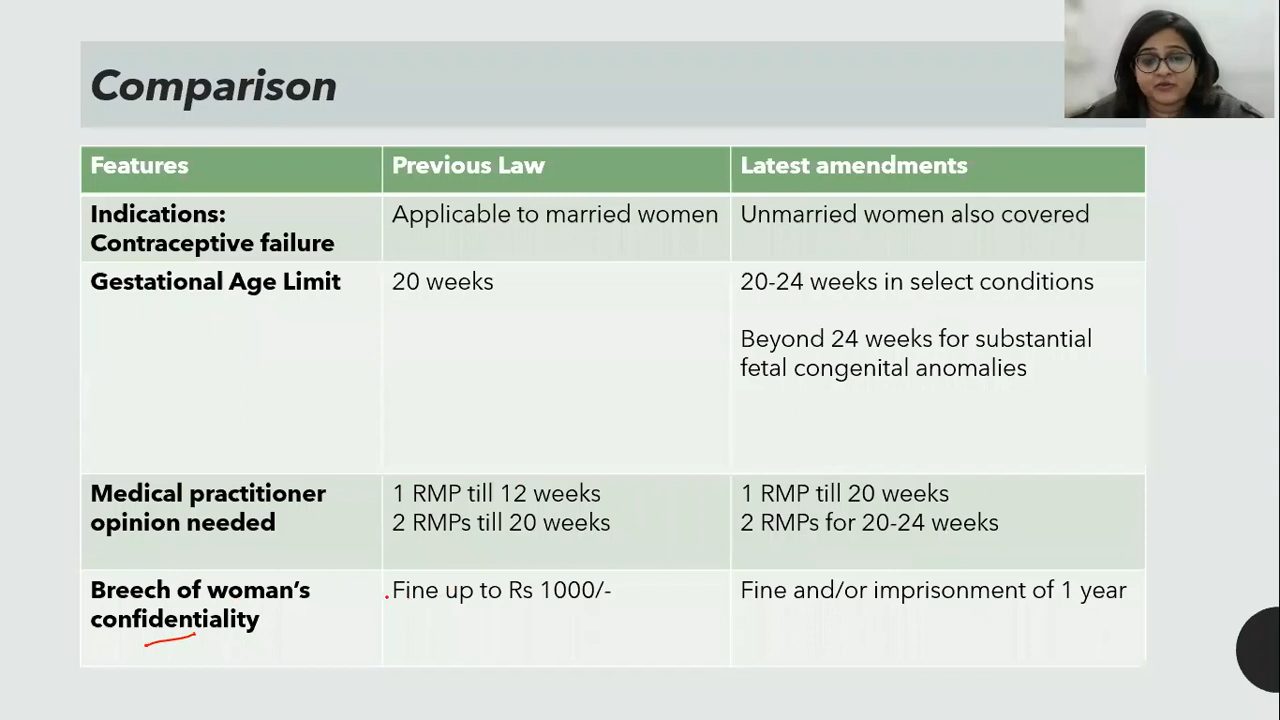 Comparison
Features
Previous Law
Latest amendments
Indications:
Contraceptive failure
Applicable to married women
Unmarried women also covered
Gestational Age Limit
20 weeks
20-24 weeks in select conditions
Beyond 24 weeks for substantial
fetal congenital anomalies
Medical practitioner
opinion needed
1 RMP till 12 weeks
2 RMPs till 20 weeks
1 RMP till 20 weeks
2 RMPs for 20-24 weeks
Breech of woman’s
confidentiality
Fine up to Rs 1000/-
Fine and/or imprisonment of 1 year